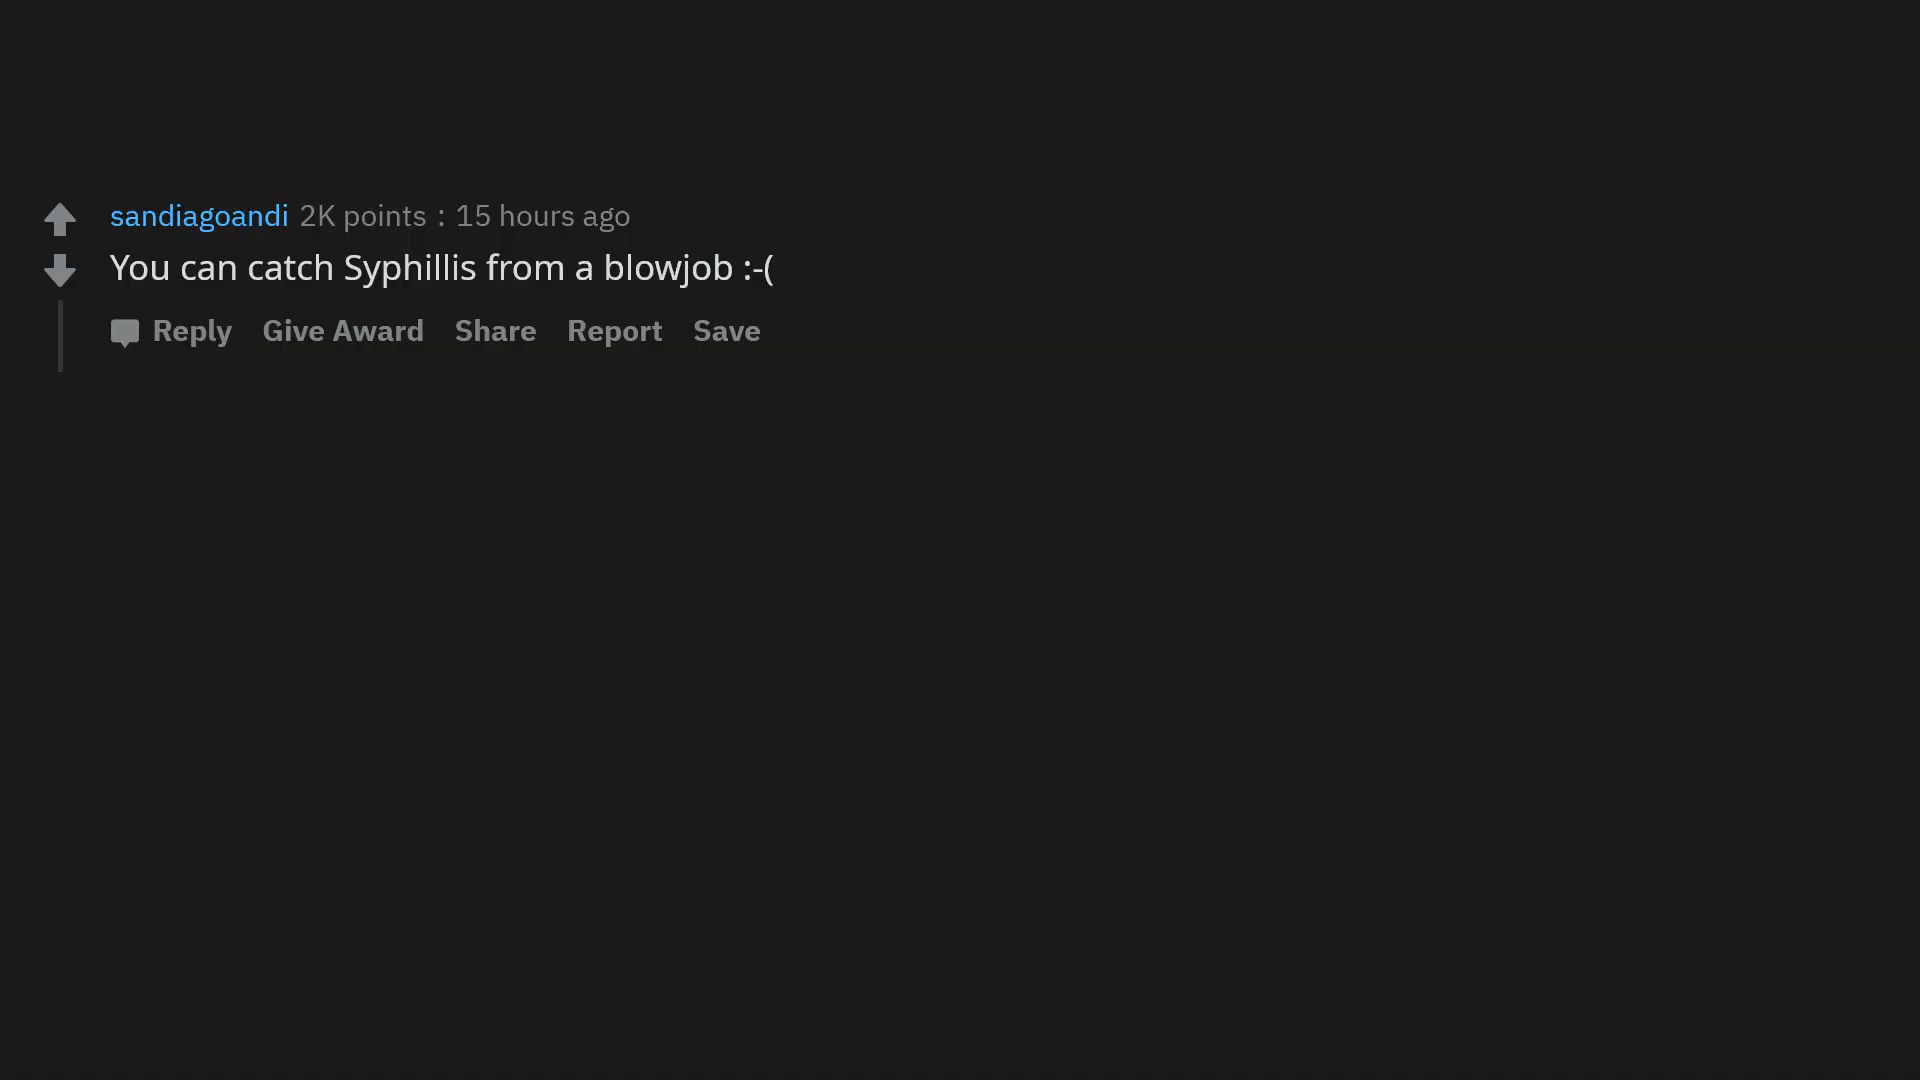 sandiagoandi 2K points : 15 hours ago
You can catch Syphillis from a blowjob :-(
Reply Give Award Share Report Save